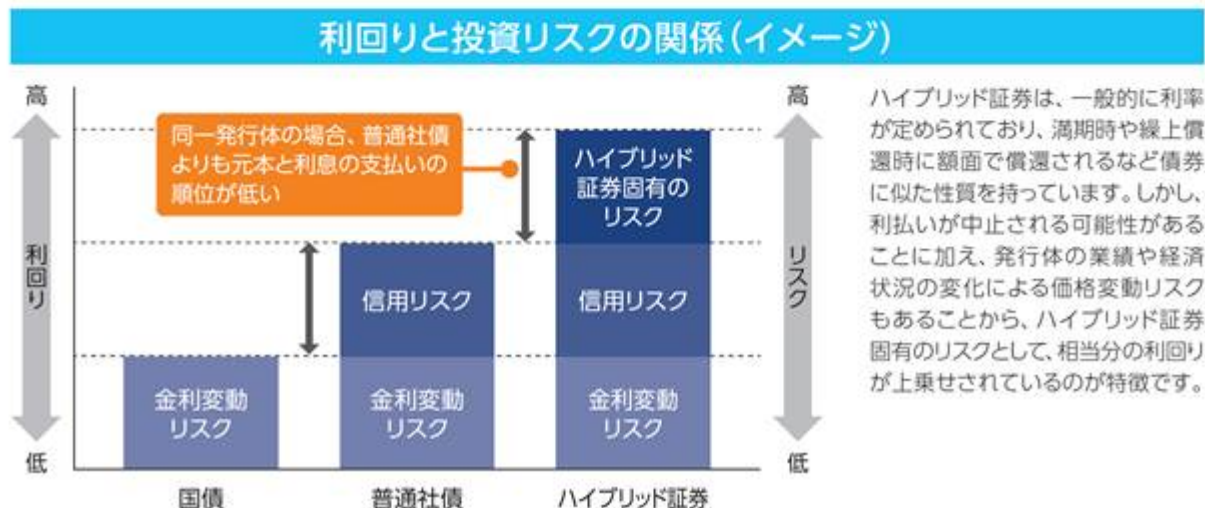 利回りと投資リスクの関係(イメージ)
高
利回り
低
同一発行体の場合、普通社債
よりも元本と利息の支払いの
順位が低い
金利変動
リスク
国債
信用リスク
金利変動
リスク
普通社債
ハイブリッド
証券固有の
リスク
信用リスク
金利変動
リスク
ハイブリッド証券
高
リスク
低
ハイブリッド証券は、一般的に利率
が定められており、満期時や繰上償
還時に額面で償還されるなど債券
に似た性質を持っています。しかし、
利払いが中止される可能性がある
ことに加え、発行体の業績や経済
状況の変化による価格変動リスク
もあることから、ハイブリッド証券
固有のリスクとして、相当分の利回り
が上乗せされているのが特徴です。